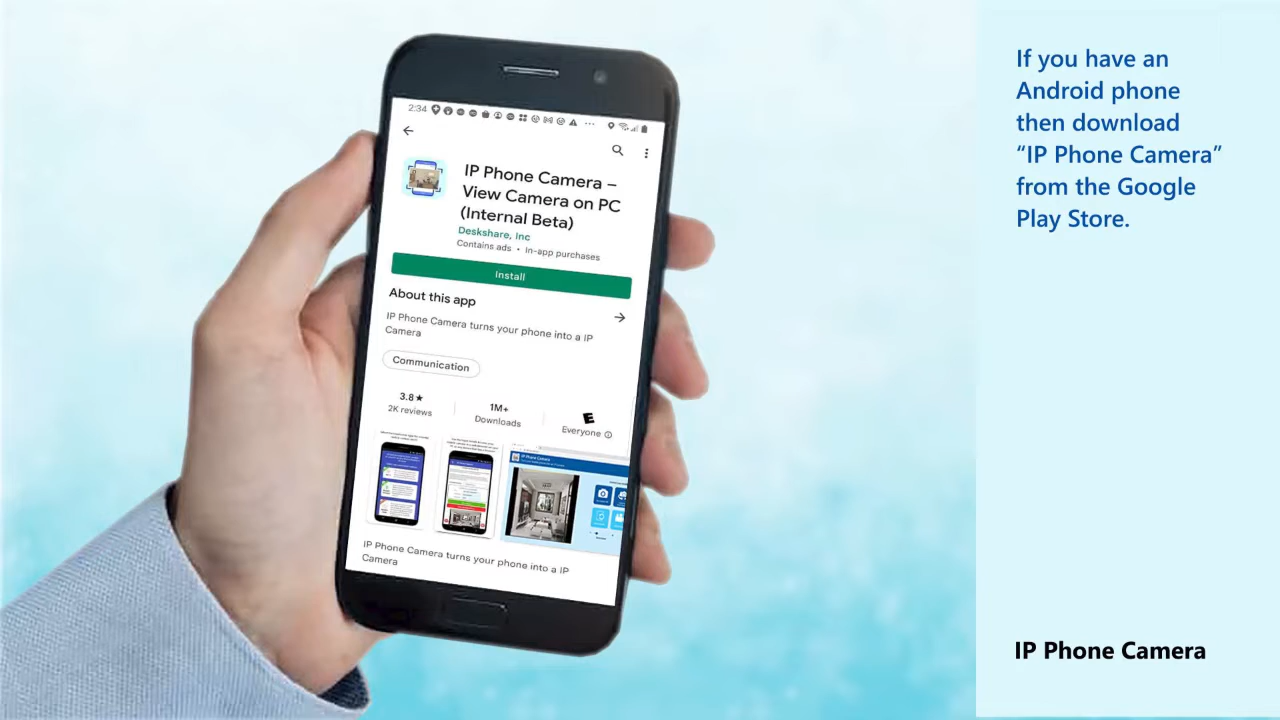 2:34
IP Phone Camera –
View Camera on PC
(Internal Beta)
Deskshare, Inc
Contains ads • In-app purchases
Install
About this app
IP Phone Camera turns your phone into a IP
Camera
Communication
3.8★
2K reviews
1M+
Downloads
E
Everyone
IP Phone Camera
IP Phone Camera turns your phone into a IP
Camera
If you have an
Android phone
then download
“IP Phone Camera”
from the Google
Play Store.
IP Phone Camera